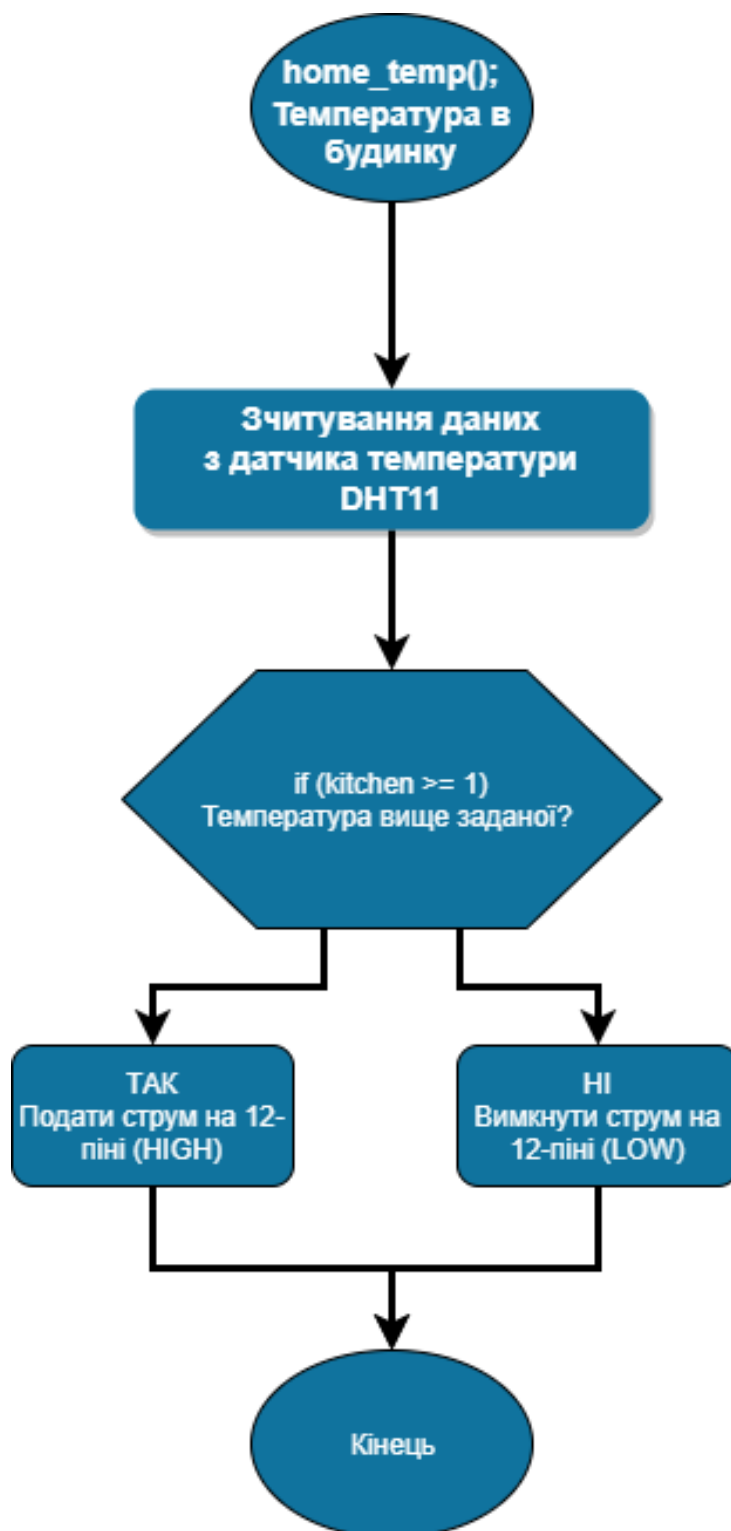 home_temp();
Температура в
будинку
Зчитування даних
з датчика температури
DHT11
if (kitchen >= 1)
Температура вище заданої?
ТАК
Подати струм на 12-
піні (HIGH)
НІ
Вимкнути струм на
12-піні (LOW)
Кінець